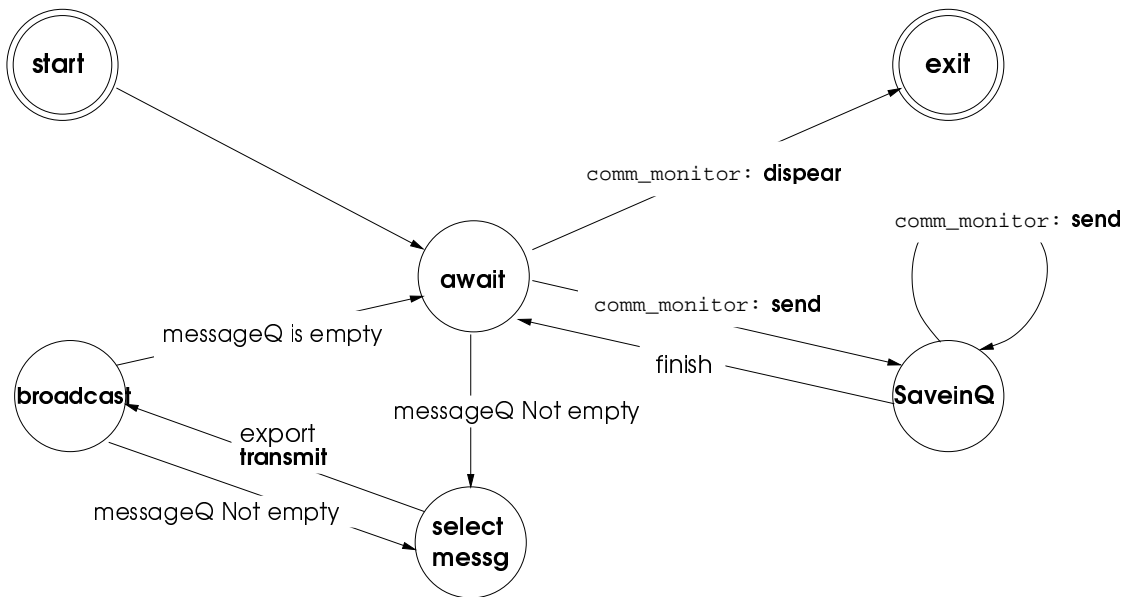 start
exit
comm_monitor: dispear
comm_monitor: send
await
comm_monitor: send
messageQ is empty
finish
broadcast
SaveinQ
messageQ Not empty
export
transmit
messageQ Not empty
select
messg